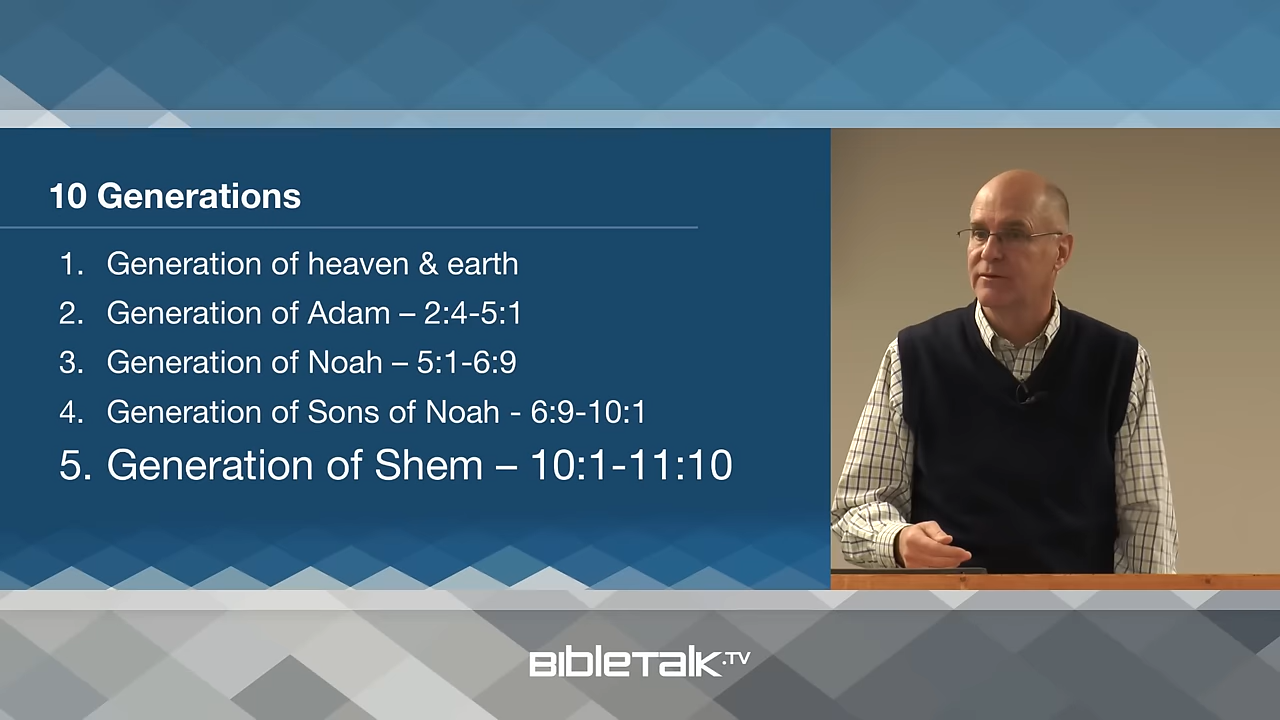 10 Generations
1. Generation of heaven & earth
2. Generation of Adam – 2:4-5:1
3. Generation of Noah – 5:1-6:9
4. Generation of Sons of Noah - 6:9-10:1
5. Generation of Shem – 10:1-11:10
BIBLETALK.TV